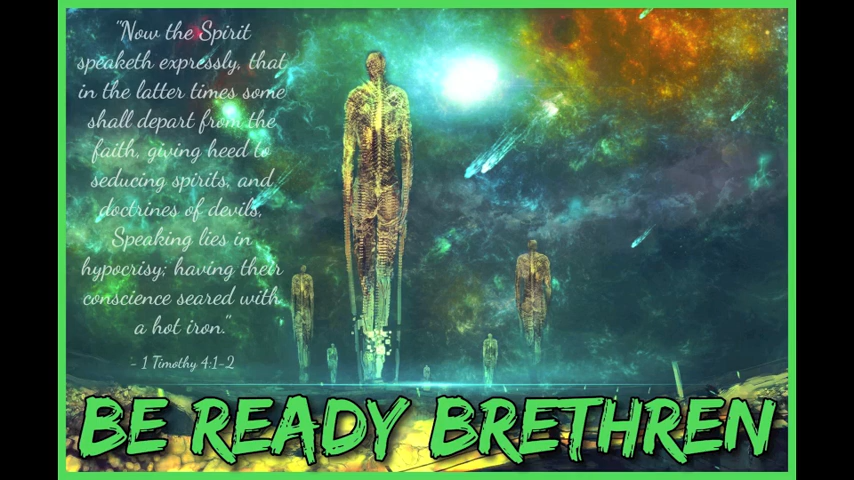 "Now the Spirit
speaketh expressly, that
in the latter times some
shall depart from the
faith, giving heed to
seducing spirits, and
doctrines of devils,
Speaking lies in
hypocrisy; having their
conscience seared with
a hot iron."
- 1 Timothy 4:1-2
BE READY BRETHREN